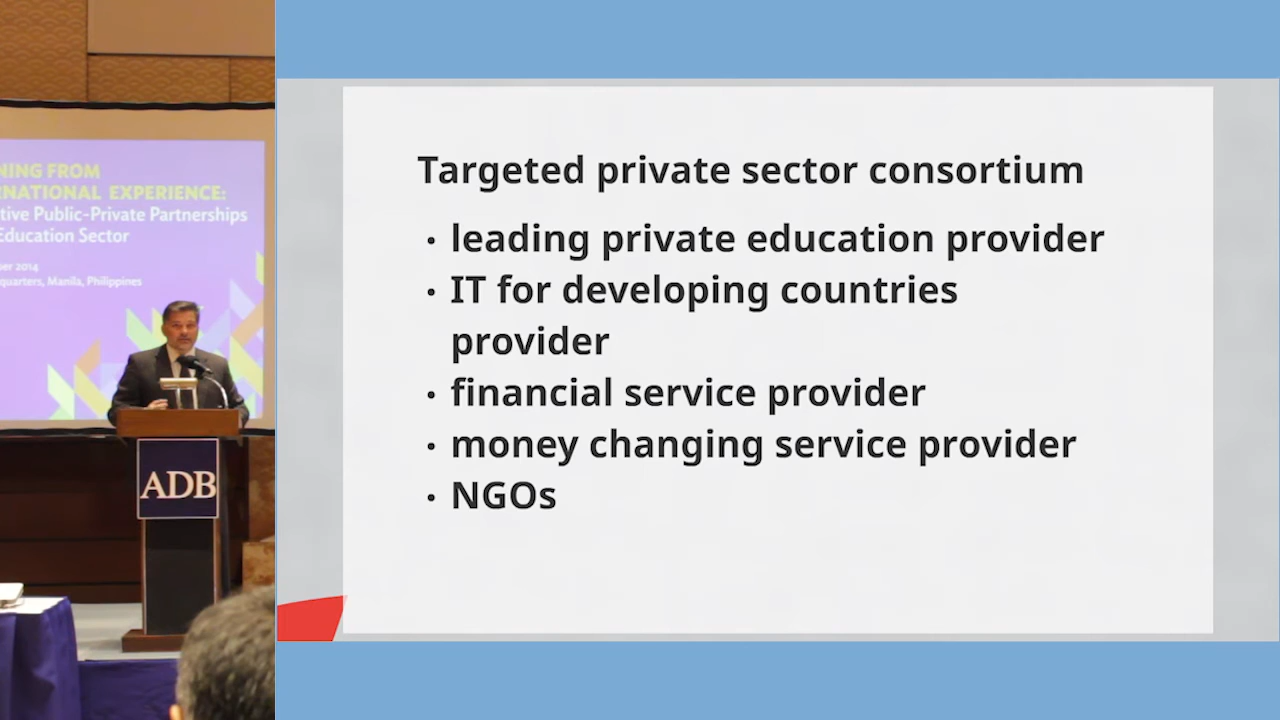 NING FROM
RNATIONAL EXPERIENCE:
tive Public-Private Partnerships
Education Sector
ber 2014
quarters, Manila, Philippines
ADB
Targeted private sector consortium
• leading private education provider
• IT for developing countries
provider
• financial service provider
• money changing service provider
• NGOs